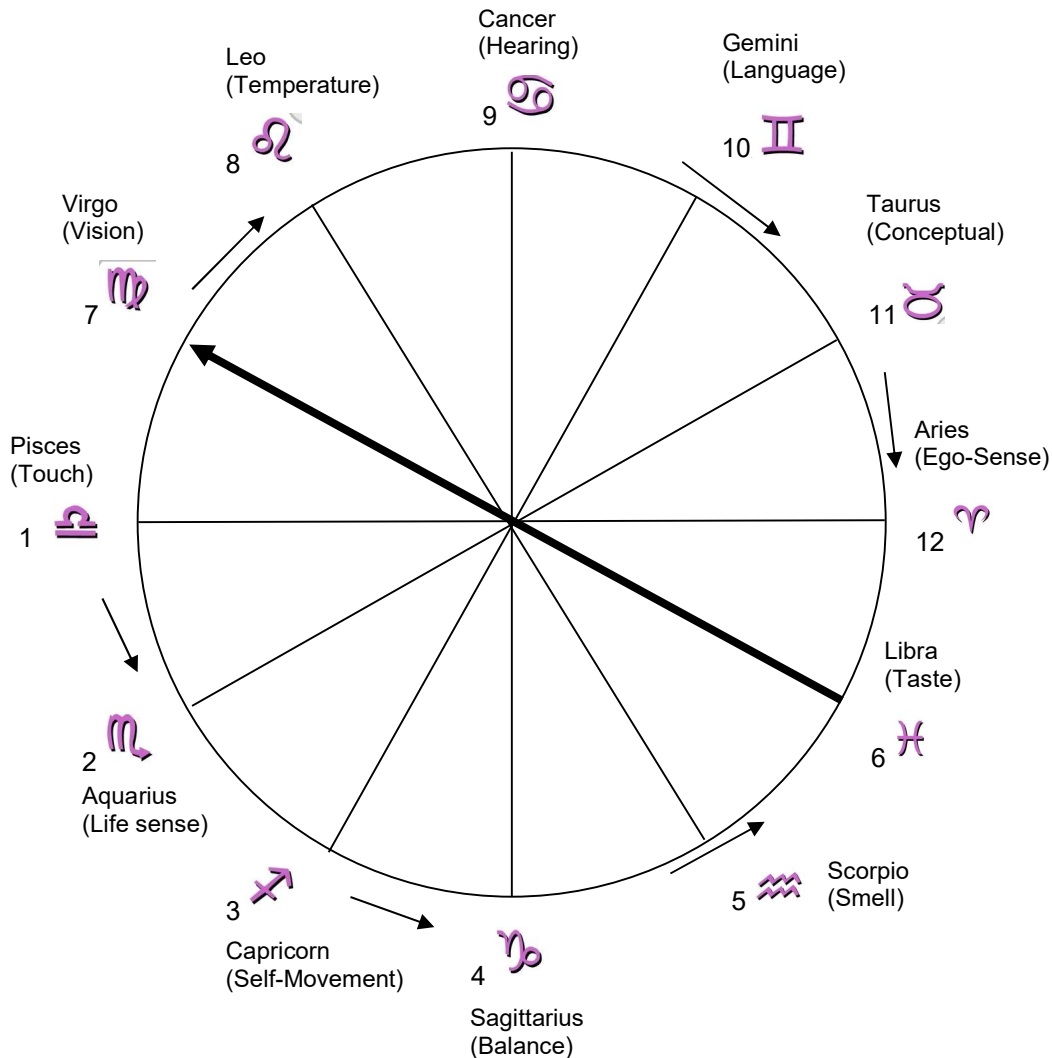 Cancer
(Hearing)
9 ♋
Gemini
(Language)
10 ♊
Leo
(Temperature)
8 ♌
Taurus
(Conceptual)
11 ♉
Virgo
(Vision)
7 ♍
Aries
(Ego-Sense)
12 ♈
Pisces
(Touch)
1 ♎
Libra
(Taste)
6 ♓
2 ♏
Aquarius
(Life sense)
Scorpio
(Smell)
5 ♒
3 ♐
Capricorn
(Self-Movement)
4 ♑
Sagittarius
(Balance)